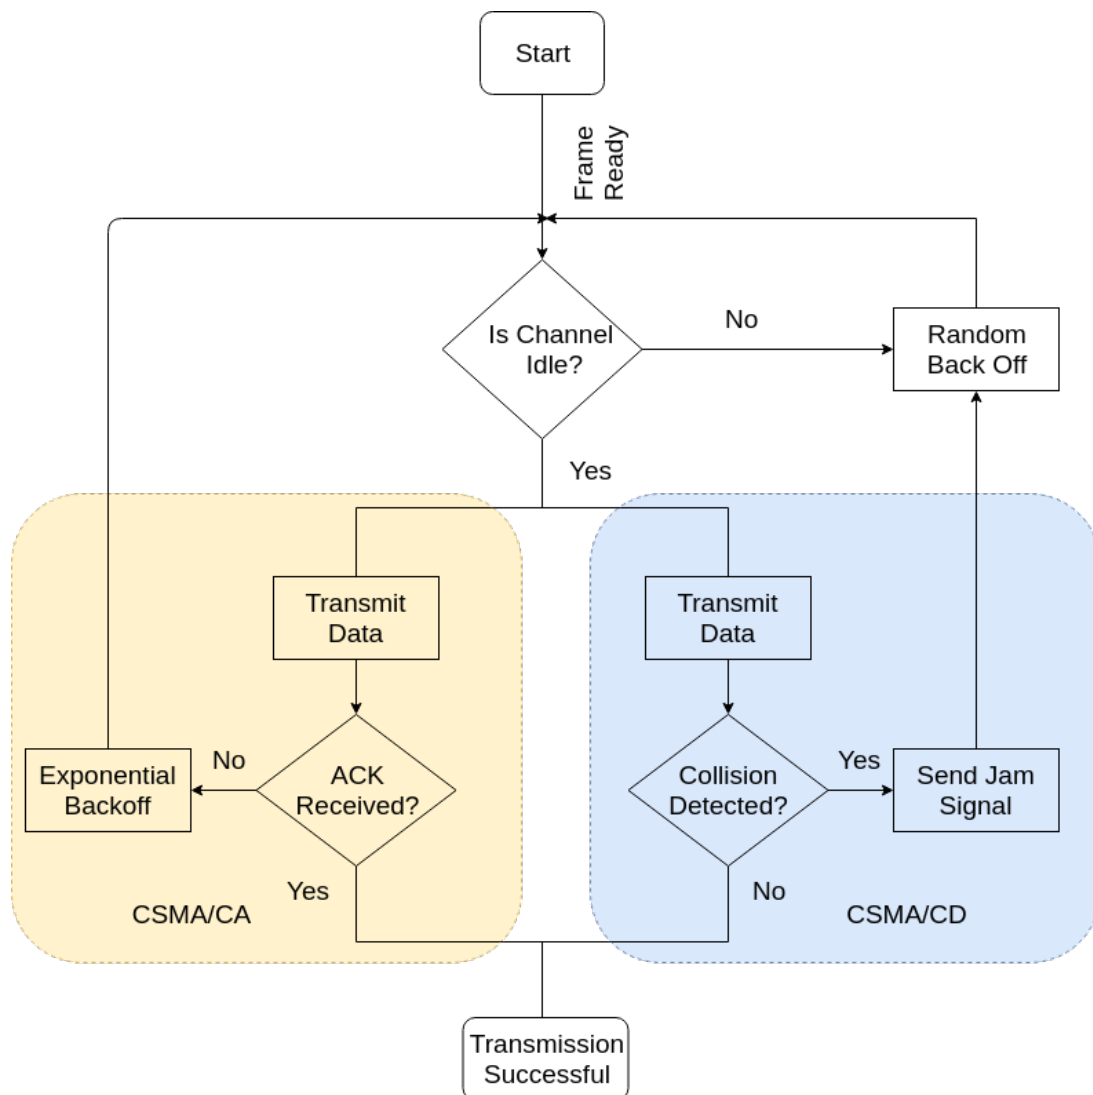 Start
Frame
Ready
Is Channel
Idle?
No
Random
Back Off
Yes
Transmit
Data
Transmit
Data
Exponential
Backoff
No
ACK
Received?
Collision
Detected?
Yes
Send Jam
Signal
Yes
No
CSMA/CA
CSMA/CD
Transmission
Successful